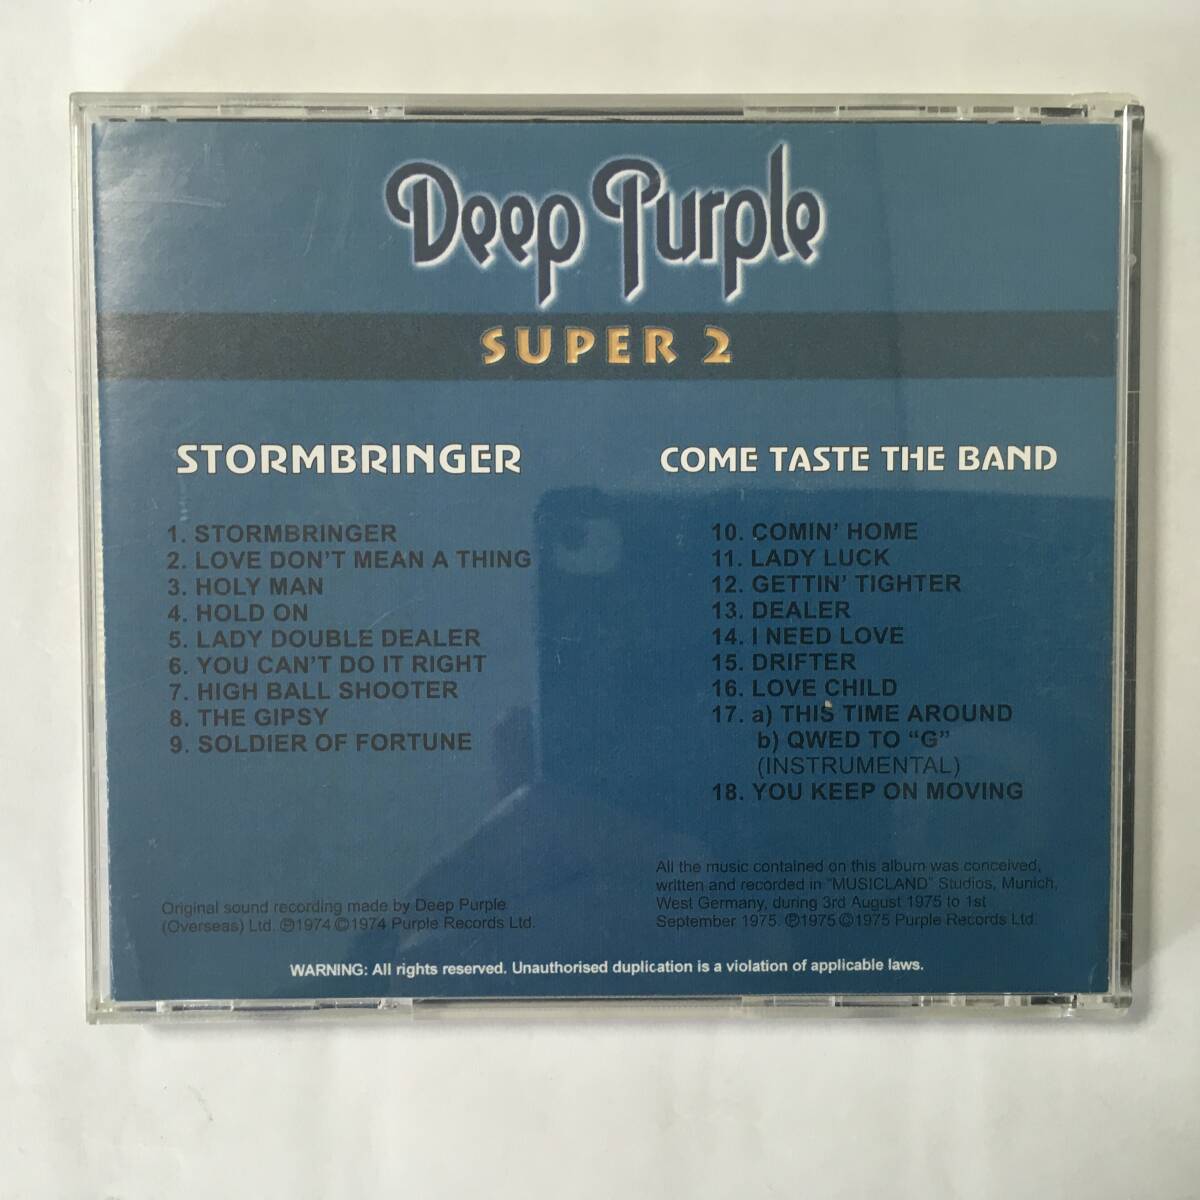 Deep Purple
SUPER 2
STORMBRINGER
1. STORMBRINGER
2. LOVE DON'T MEAN A THING
3. HOLY MAN
4. HOLD ON
5. LADY DOUBLE DEALER
6. YOU CAN'T DO IT RIGHT
7. HIGH BALL SHOOTER
8. THE GIPSY
9. SOLDIER OF FORTUNE
Original sound recording made by Deep Purple
(Overseas) Ltd. ℗1974 ©1974 Purple Records Ltd.
COME TASTE THE BAND
10. COMIN' HOME
11. LADY LUCK
12. GETTIN' TIGHTER
13. DEALER
14. I NEED LOVE
15. DRIFTER
16. LOVE CHILD
17. a) THIS TIME AROUND
b) QWED TO “G”
(INSTRUMENTAL)
18. YOU KEEP ON MOVING
All the music contained on this album was conceived,
written and recorded in "MUSICLAND" Studios, Munich,
West Germany, during 3rd August 1975 to 1st
September 1975. ℗1975 ©1975 Purple Records Ltd.
WARNING: All rights reserved. Unauthorised duplication is a violation of applicable laws.